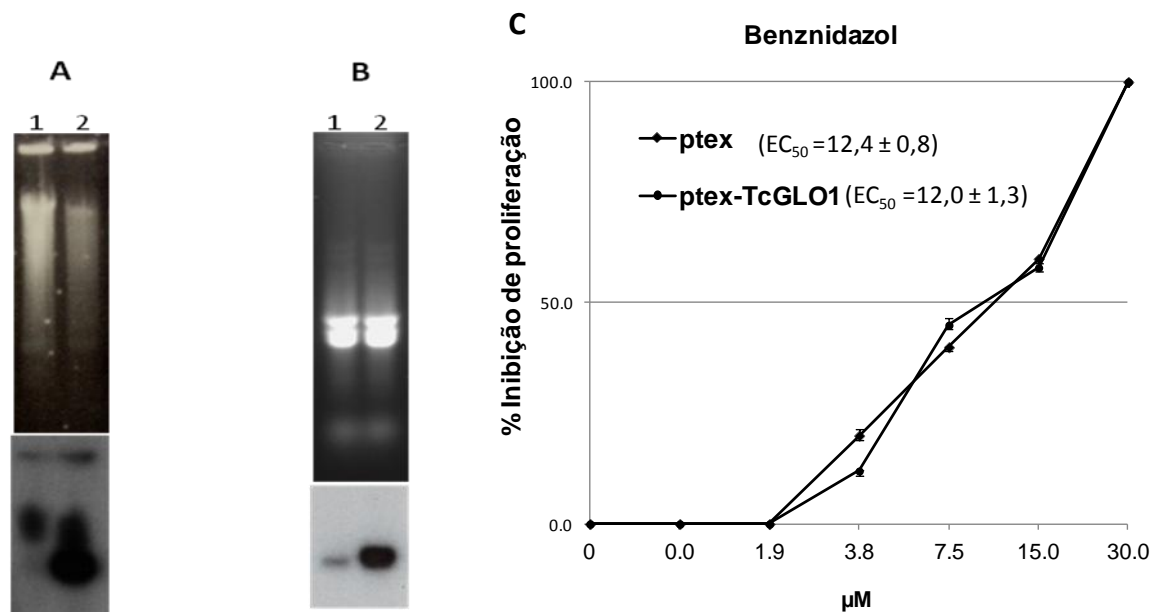 A
1 2
B
1 2
C
Benznidazol
% Inibição de proliferação
100.0
50.0
0.0
ptex (EC50 =12,4 ± 0,8)
ptex-TcGLO1 (EC50 =12,0 ± 1,3)
0 0.0 1.9 3.8 7.5 15.0 30.0
µM